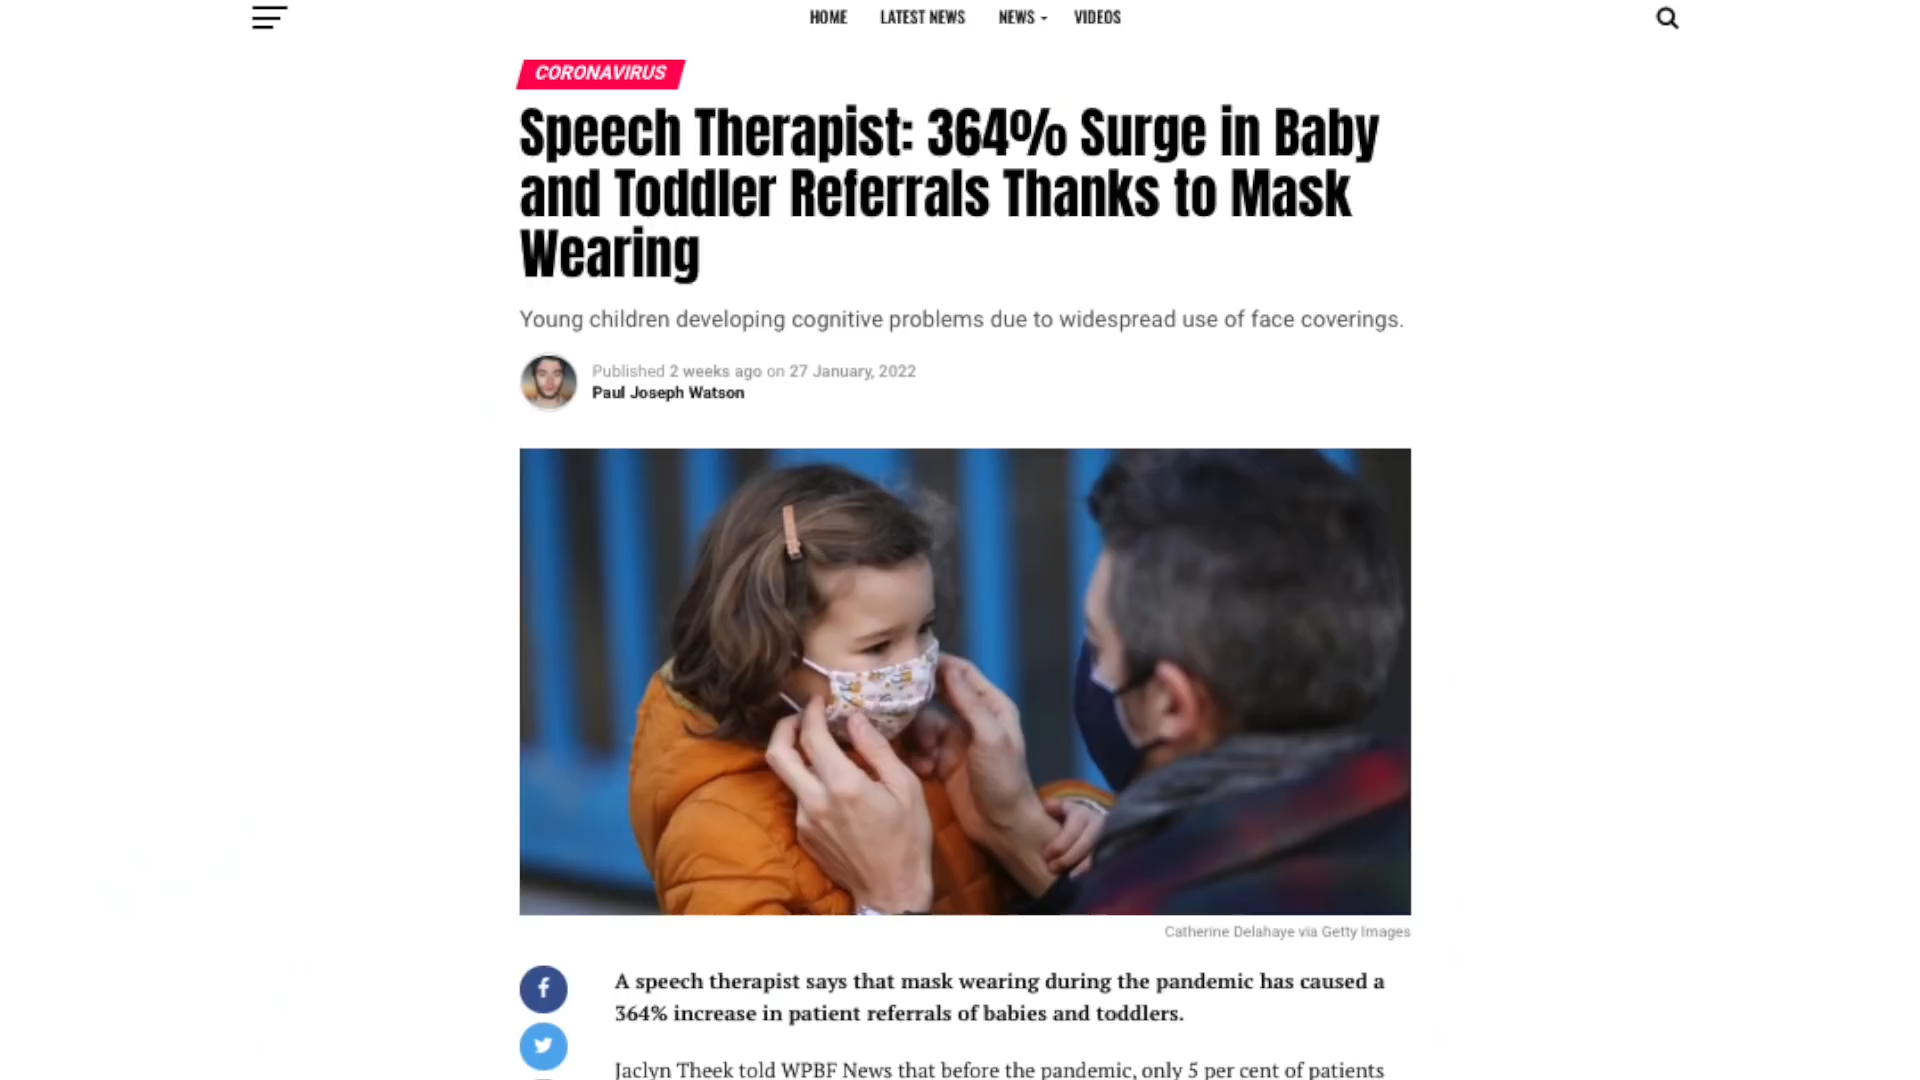 HOME LATEST NEWS NEWS VIDEOS
CORONAVIRUS
Speech Therapist: 364% Surge in Baby
and Toddler Referrals Thanks to Mask
Wearing
Young children developing cognitive problems due to widespread use of face coverings.
Published 2 weeks ago on 27 January, 2022
Paul Joseph Watson
Catherine Delahaye via Getty Images
A speech therapist says that mask wearing during the pandemic has caused a
364% increase in patient referrals of babies and toddlers.
Jaclyn Theek told WPBF News that before the pandemic, only 5 per cent of patients